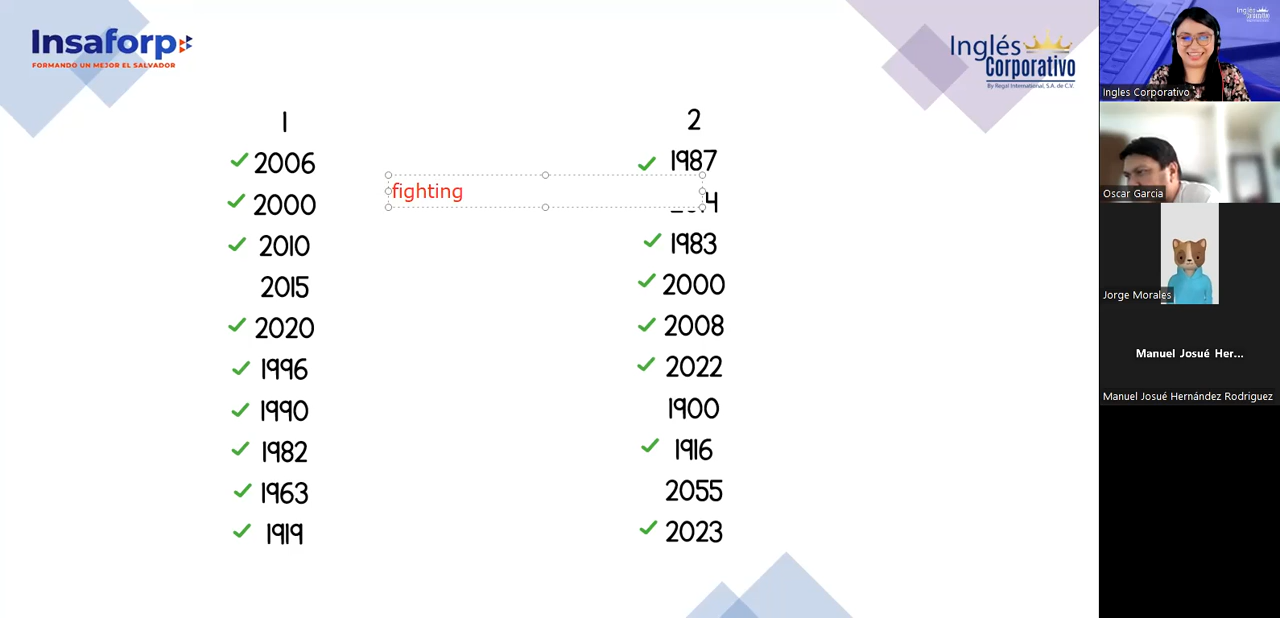 Insaforp
FORMANDO UN MEJOR EL SALVADOR
Inglés
Corporativo
By Regal International, S.A. de C.V.
1
2006
2000
2010
2015
2020
1996
1990
1982
1963
1919
fighting
2
1987
1983
2000
2008
2022
1900
1916
2055
2023
Ingles Corporativo
Oscar Garcia
Jorge Morales
Manuel Josué Her...
Manuel Josué Hernández Rodriguez